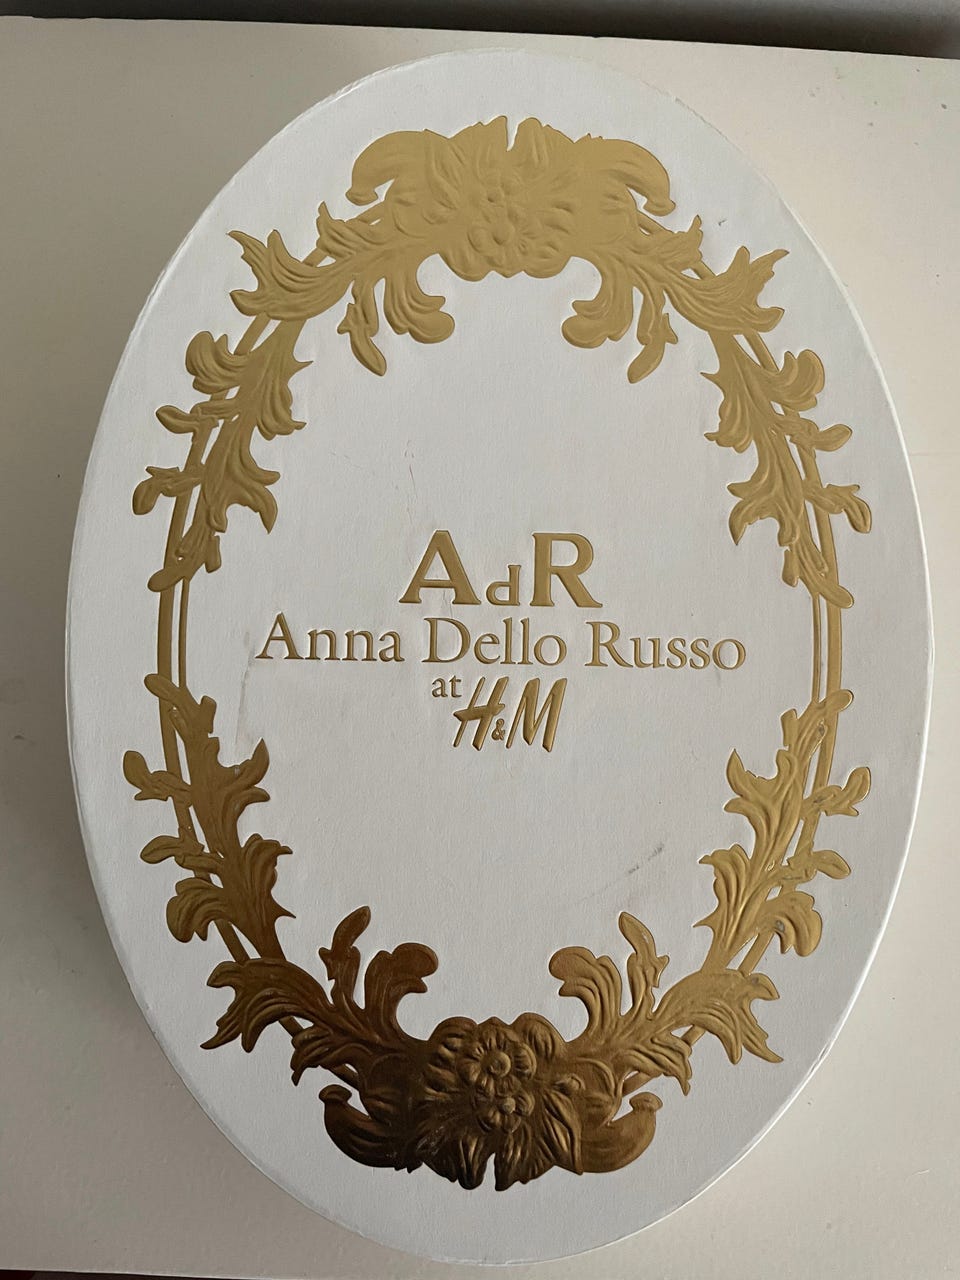 AdR
Anna Dello Russo
at H&M